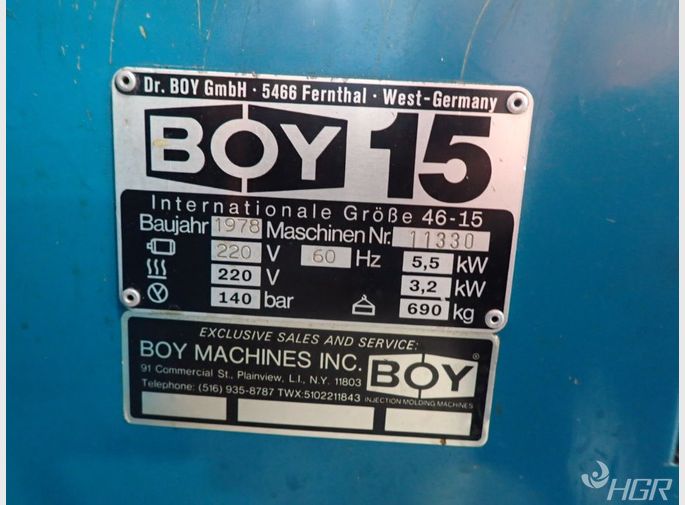 Dr. BOY GmbH · 5466 Fernthal · West-Germany
BOY 15
Internationale Größe 46-15
Baujahr 1978 Maschinen Nr. 11330
220 V 60 Hz 5,5 kW
220 V 3,2 kW
140 bar 690 kg
EXCLUSIVE SALES AND SERVICE:
BOY MACHINES INC. BOY ®
91 Commercial St., Plainview, L.I., N.Y. 11803
Telephone: (516) 935-8787 TWX:5102211843 INJECTION MOLDING MACHINES
HGR